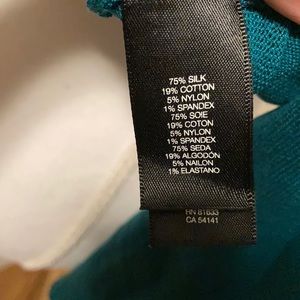 75% SILK
19% COTTON
5% NYLON
1% SPANDEX
75% SOIE
19% COTON
5% NYLON
1% SPANDEX
75% SEDA
19% ALGODÓN
5% NAILON
1% ELASTANO
RN 81633
CA 54141